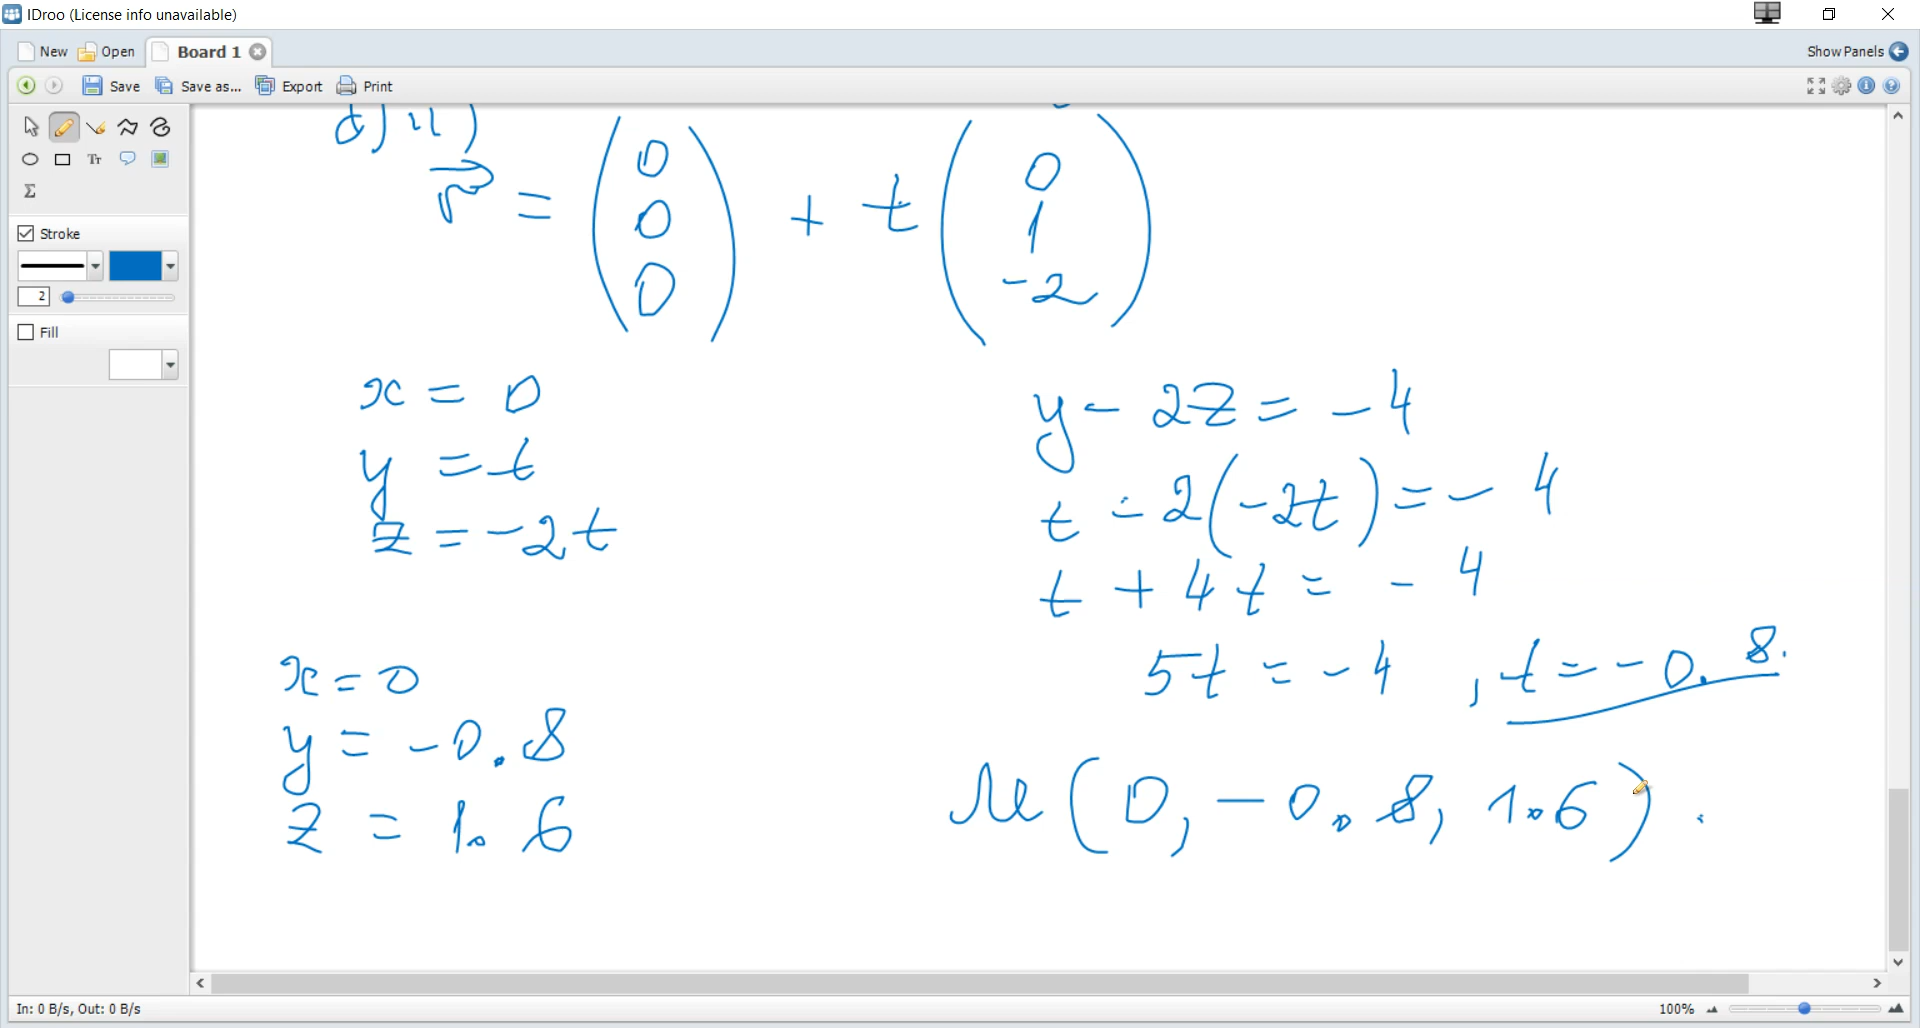 IDroo (License info unavailable)
New Open Board 1 Show Panels
Save Save as... Export Print
Tt
Σ
Stroke
2
Fill
d) ii)
r = (0 0 0) + t (0 1 -2)
x = 0
y = t
z = -2t
y - 2z = -4
t - 2(-2t) = -4
t + 4t = -4
5t = -4, t = -0.8.
x = 0
y = -0.8
z = 1.6
M(0, -0.8, 1.6).
In: 0 B/s, Out: 0 B/s 100%